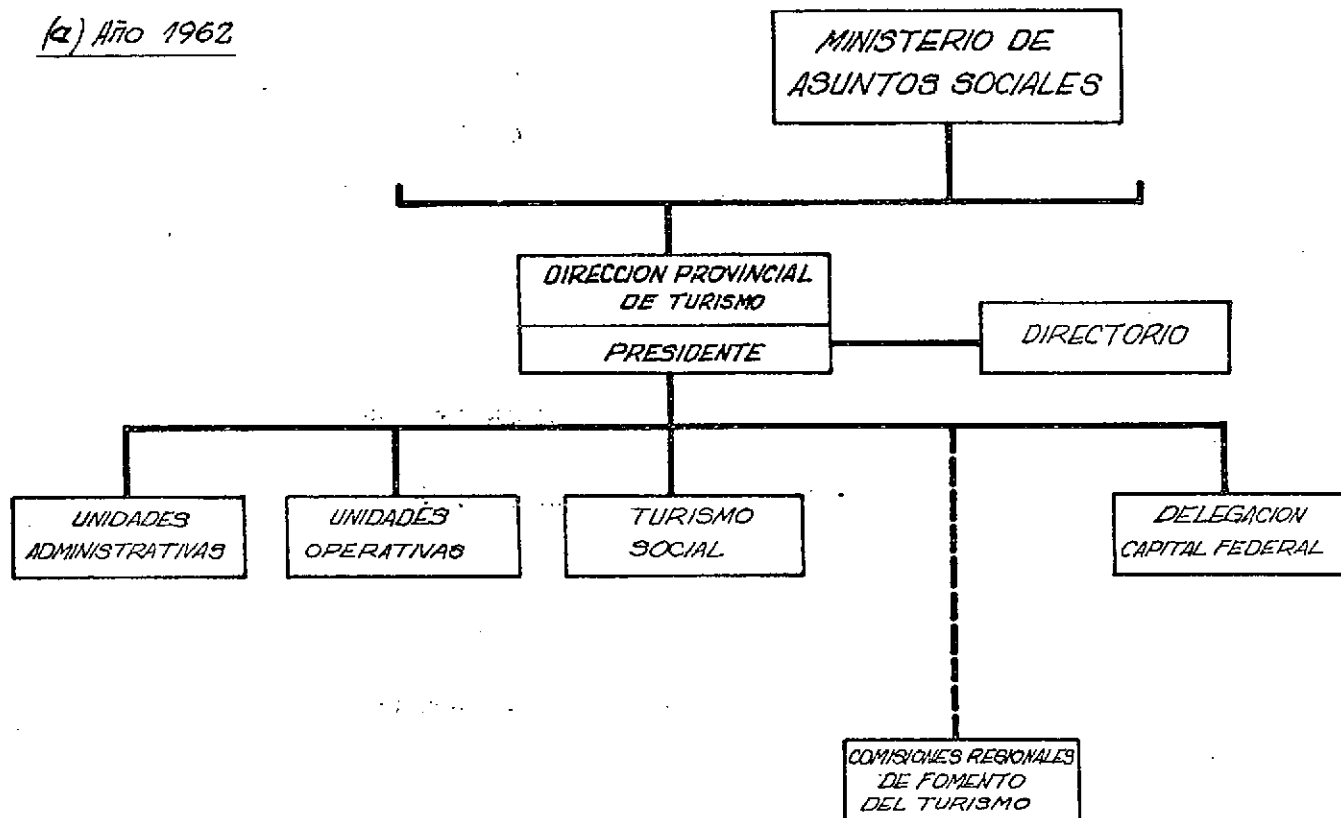 (a) Año 1962
MINISTERIO DE
ASUNTOS SOCIALES
DIRECCION PROVINCIAL
DE TURISMO
PRESIDENTE
DIRECTORIO
UNIDADES
ADMINISTRATIVAS
UNIDADES
OPERATIVAS
TURISMO
SOCIAL
DELEGACION
CAPITAL FEDERAL
COMISIONES REGIONALES
DE FOMENTO
DEL TURISMO